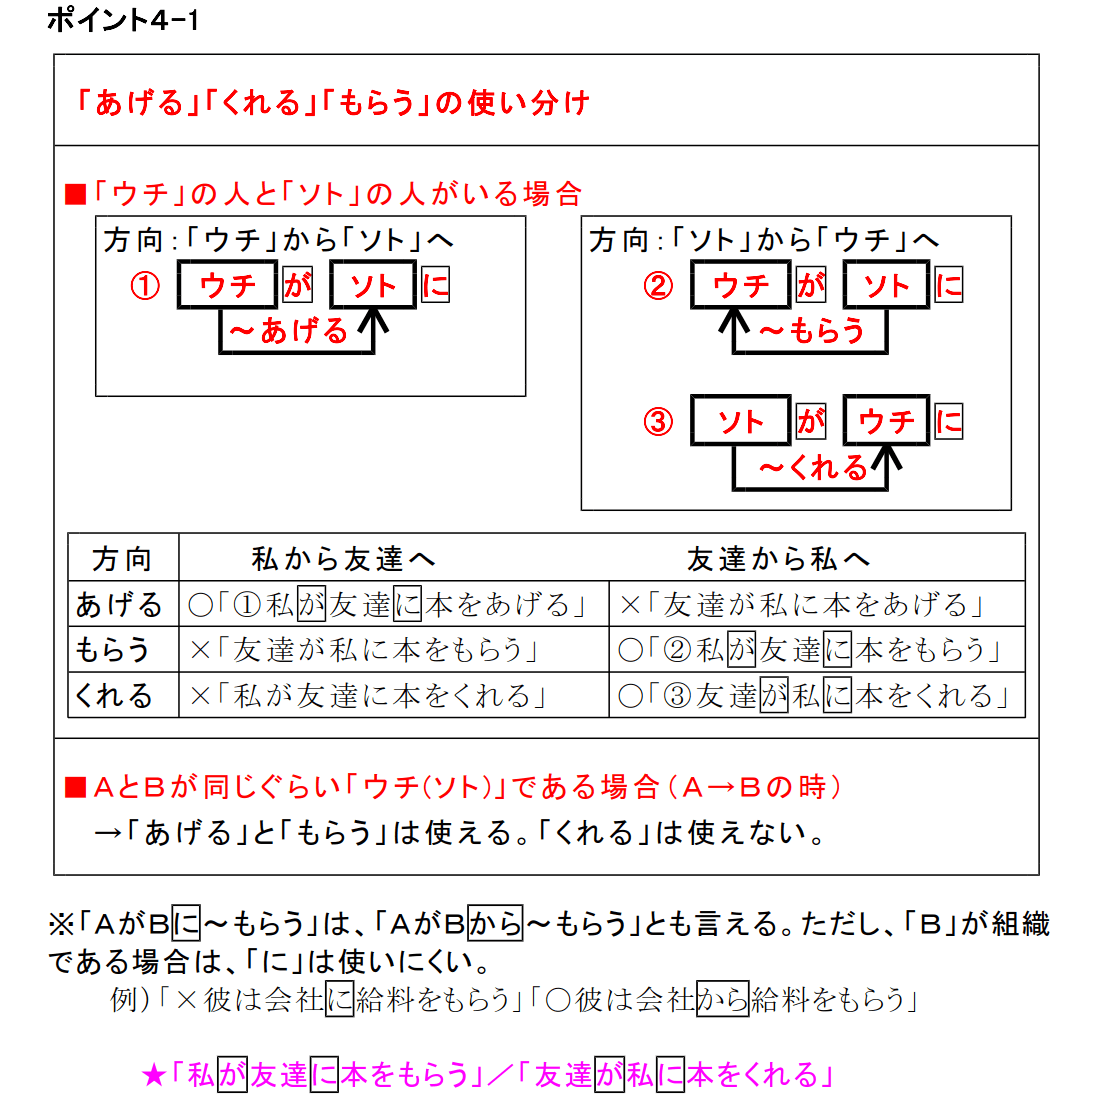 ポイント4-1
「あげる」「くれる」「もらう」の使い分け
■「ウチ」の人と「ソト」の人がいる場合
方向:「ウチ」から「ソト」へ
① ウチ が ソト に
～あげる
方向:「ソト」から「ウチ」へ
② ウチ が ソト に
～もらう
③ ソト が ウチ に
～くれる
方向 私から友達へ 友達から私へ
あげる ○「①私が友達に本をあげる」 ×「友達が私に本をあげる」
もらう ×「友達が私に本をもらう」 ○「②私が友達に本をもらう」
くれる ×「私が友達に本をくれる」 ○「③友達が私に本をくれる」
■AとBが同じぐらい「ウチ(ソト)」である場合(A→Bの時)
→「あげる」と「もらう」は使える。「くれる」は使えない。
※「AがBに～もらう」は、「AがBから～もらう」とも言える。ただし、「B」が組織
である場合は、「に」は使いにくい。
例)「×彼は会社に給料をもらう」「○彼は会社から給料をもらう」
★「私が友達に本をもらう」／「友達が私に本をくれる」